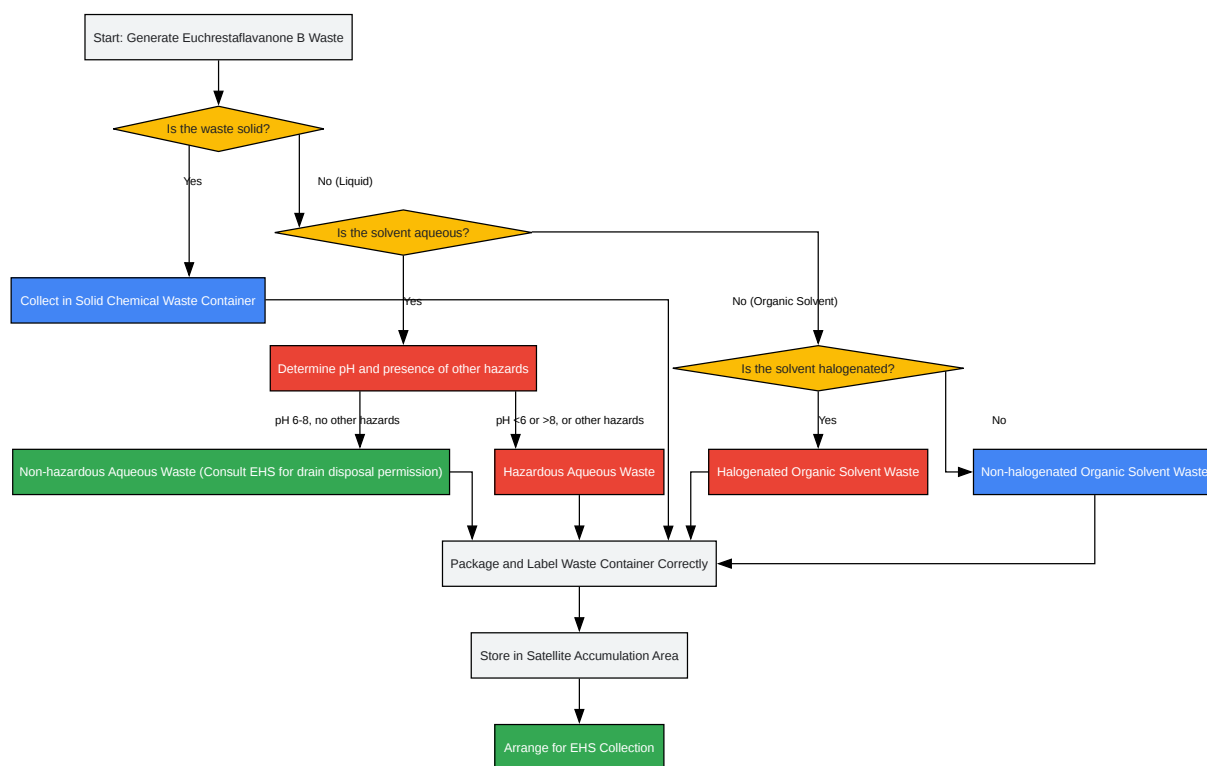 Start: Generate Euchrestaflavanone B Waste
Is the waste solid?
Yes
No (Liquid)
Is the solvent aqueous?
Collect in Solid Chemical Waste Container
Yes
No (Organic Solvent)
Determine pH and presence of other hazards
Is the solvent halogenated?
pH 6-8, no other hazards
pH <6 or >8, or other hazards
Yes
No
Non-hazardous Aqueous Waste (Consult EHS for drain disposal permission)
Hazardous Aqueous Waste
Halogenated Organic Solvent Waste
Non-halogenated Organic Solvent Waste
Package and Label Waste Container Correctly
Store in Satellite Accumulation Area
Arrange for EHS Collection